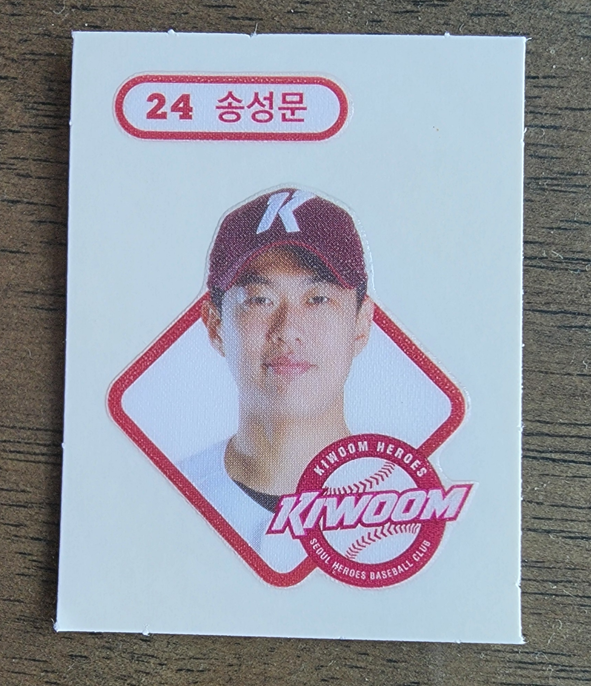 24 송성문
K
KIWOOM HEROES
KIWOOM
SEOUL HEROES BASEBALL CLUB